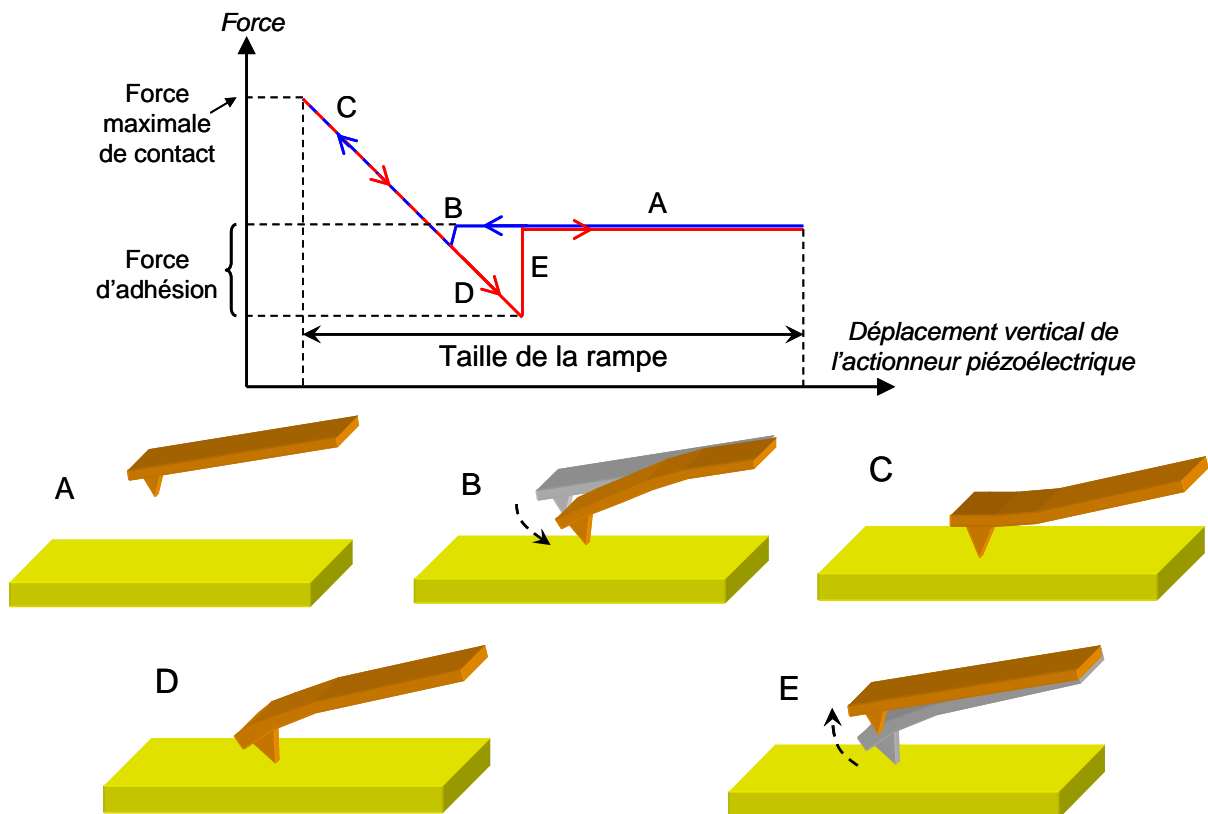 Force
Force
maximale
de contact
C
B
A
Force
d'adhésion
E
D
Taille de la rampe
Déplacement vertical de
l'actionneur piézoélectrique
A
B
C
D
E